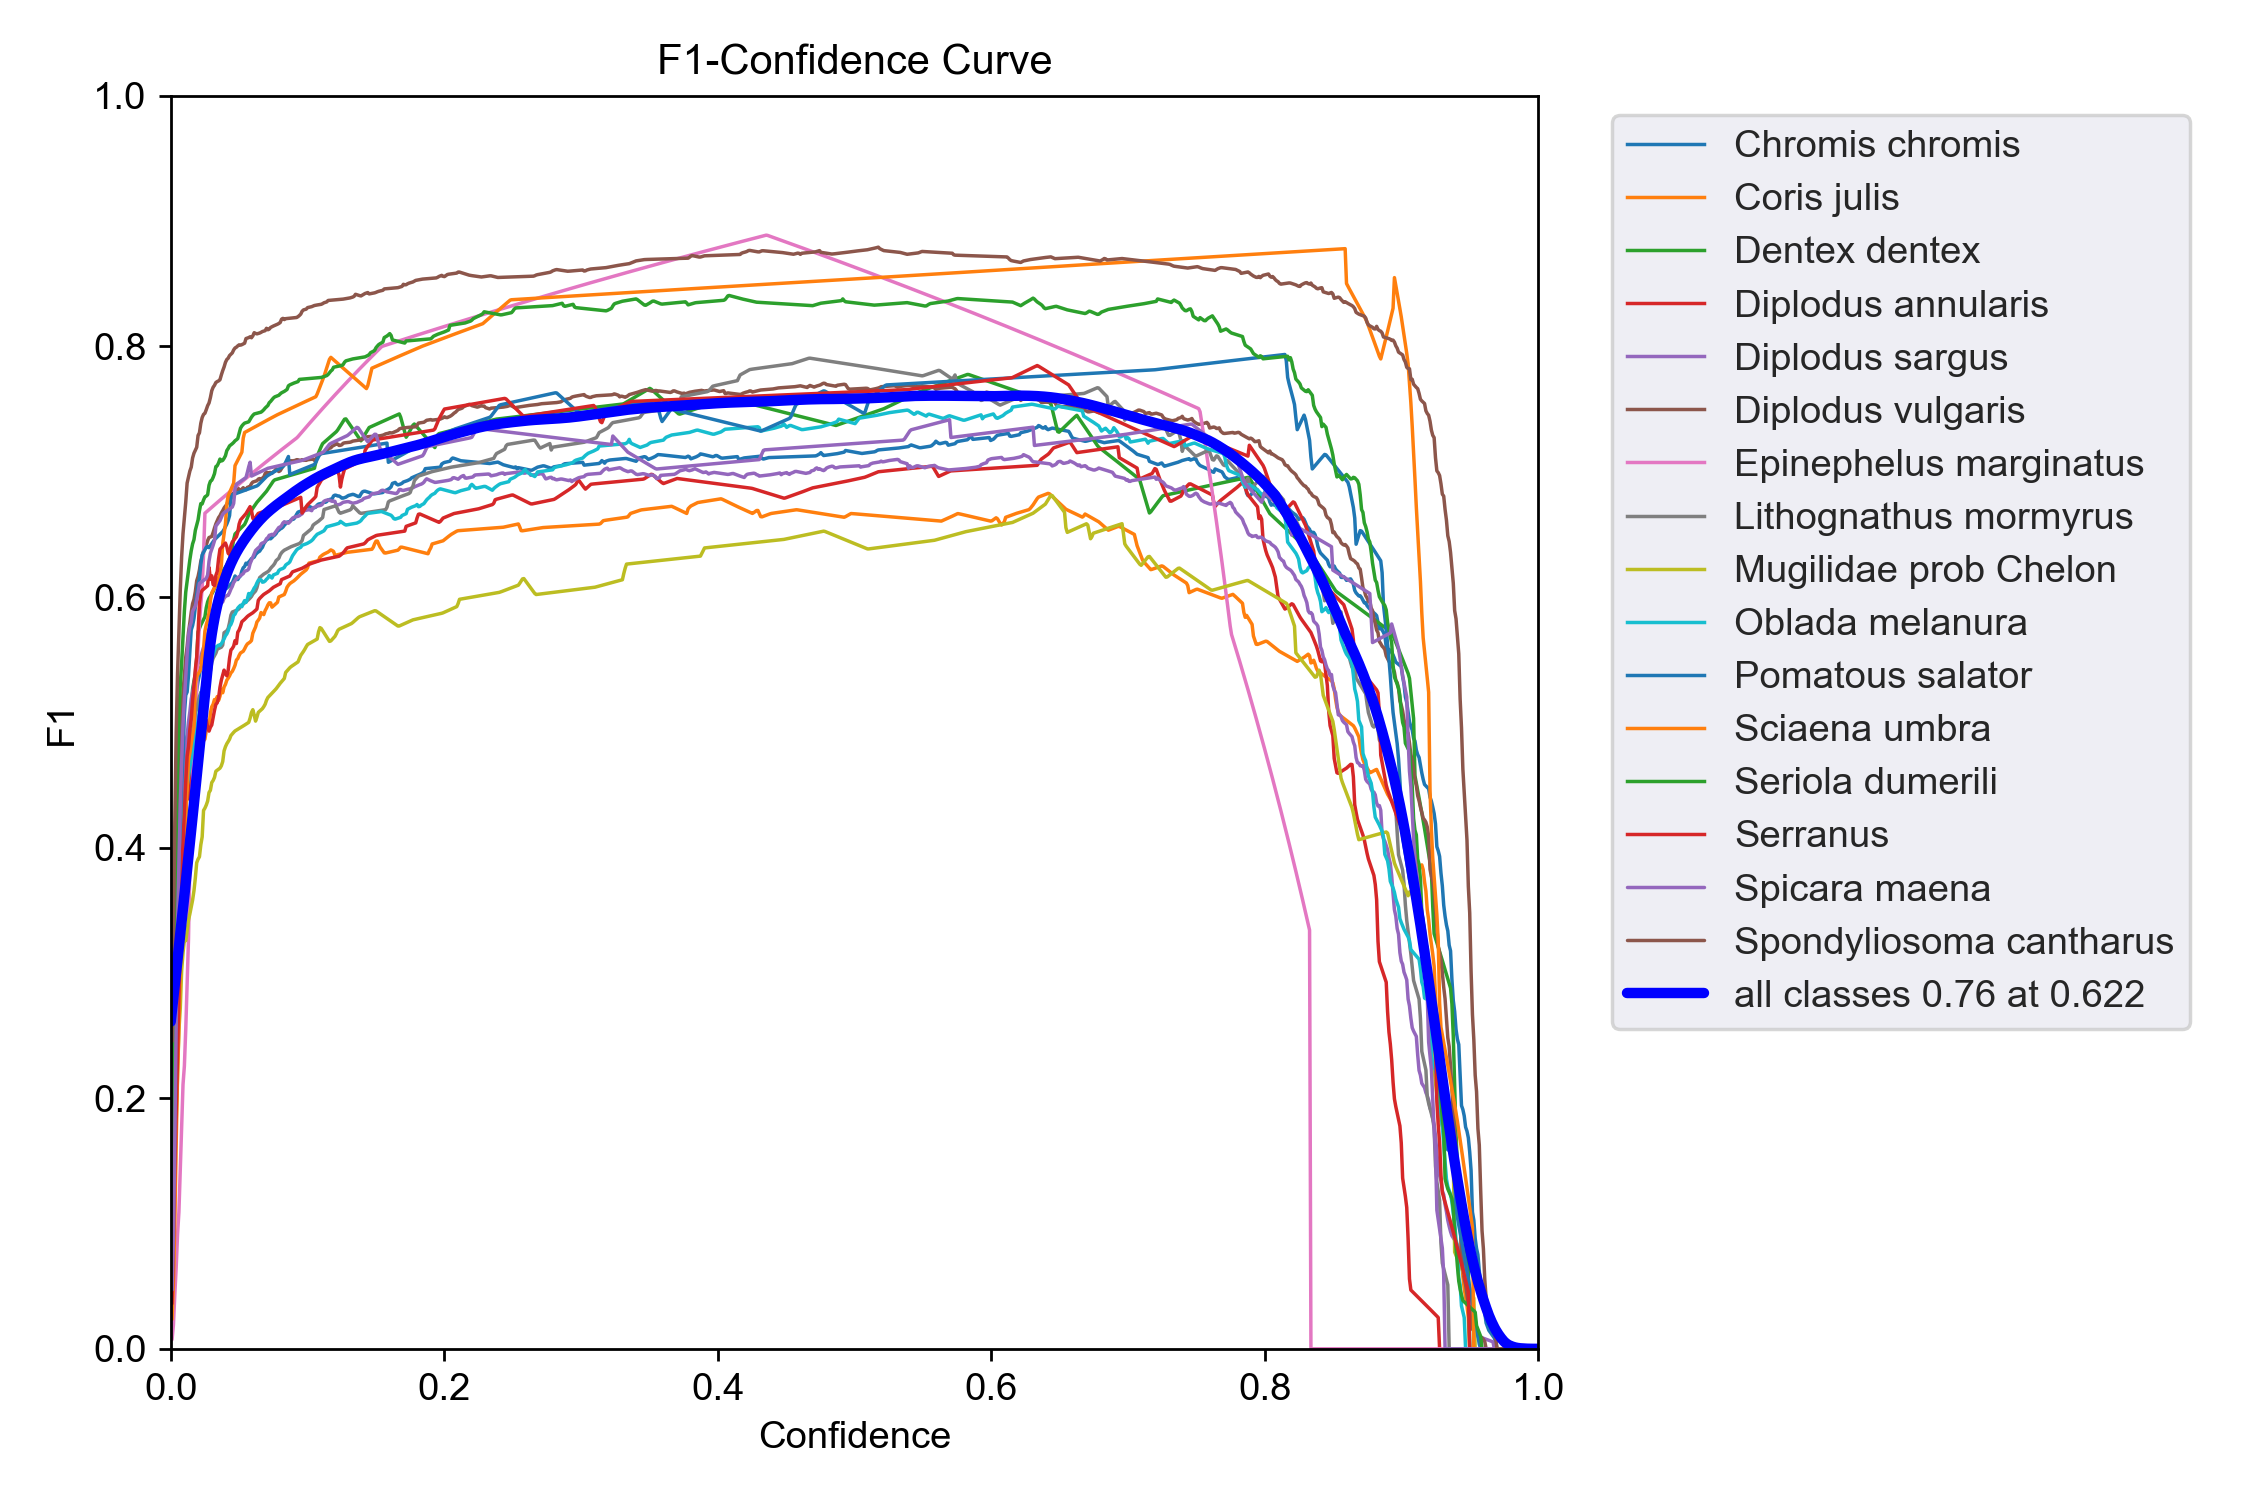 F1-Confidence Curve
1.0
0.8
0.6
0.4
0.2
0.0
F1
0.0 0.2 0.4 0.6 0.8 1.0
Confidence
Chromis chromis
Coris julis
Dentex dentex
Diplodus annularis
Diplodus sargus
Diplodus vulgaris
Epinephelus marginatus
Lithognathus mormyrus
Mugilidae prob Chelon
Oblada melanura
Pomatous salator
Sciaena umbra
Seriola dumerili
Serranus
Spicara maena
Spondyliosoma cantharus
all classes 0.76 at 0.622